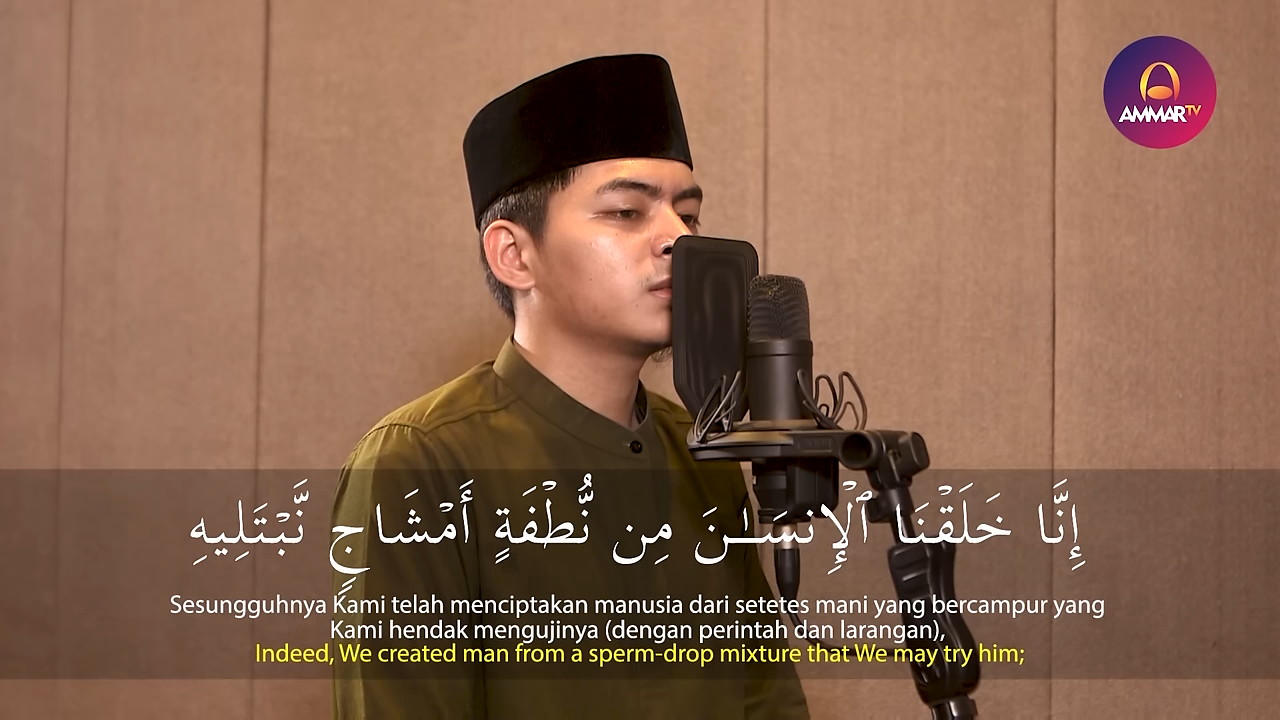 AMMARTV
إِنَّا خَلَقْنَا ٱلْإِنسَـٰنَ مِن نُّطْفَةٍ أَمْشَاجٍ نَّبْتَلِيهِ
Sesungguhnya Kami telah menciptakan manusia dari setetes mani yang bercampur yang
Kami hendak mengujinya (dengan perintah dan larangan),
Indeed, We created man from a sperm-drop mixture that We may try him;